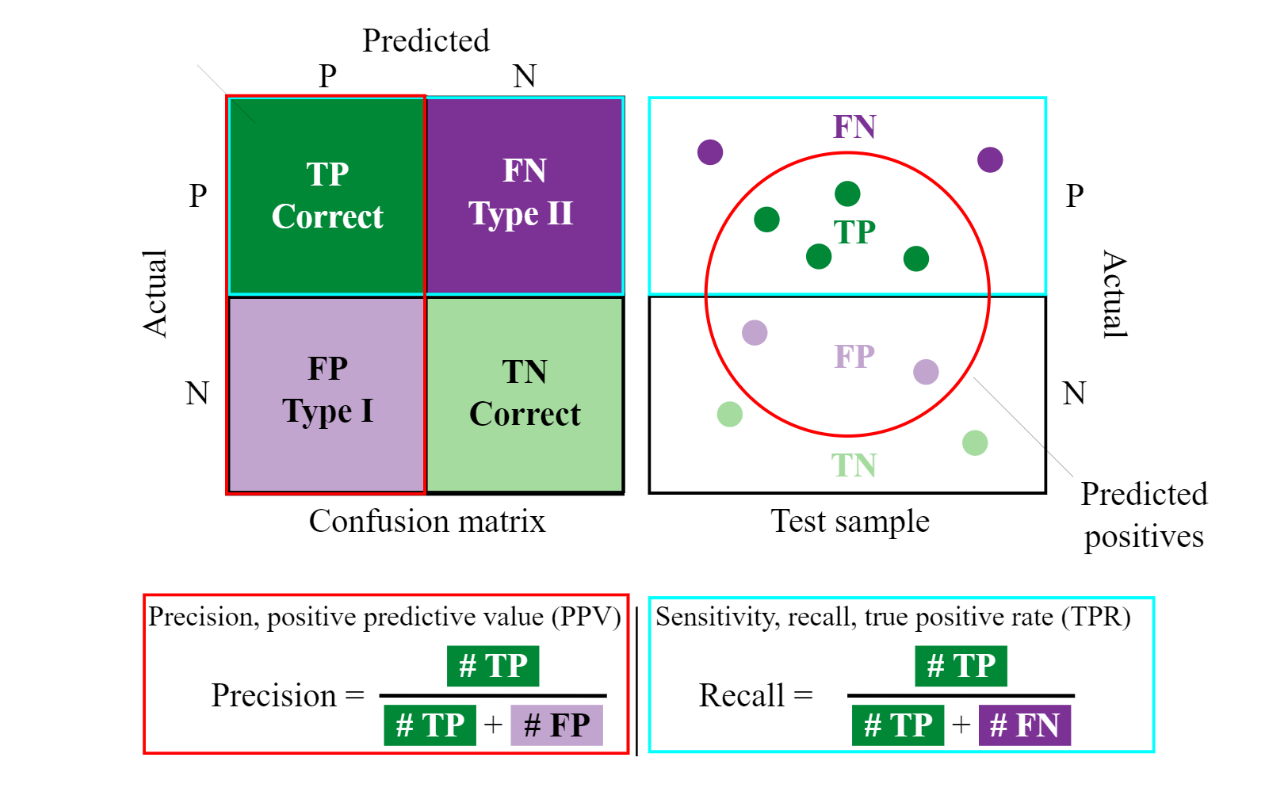 Predicted
P
N
P
TP
Correct
FN
Type II
Actual
N
FP
Type I
TN
Correct
Confusion matrix
FN
TP
P
Actual
FP
N
TN
Test sample
Predicted
positives
Precision, positive predictive value (PPV)
Precision = # TP
# TP + # FP
Sensitivity, recall, true positive rate (TPR)
Recall = # TP
# TP + # FN